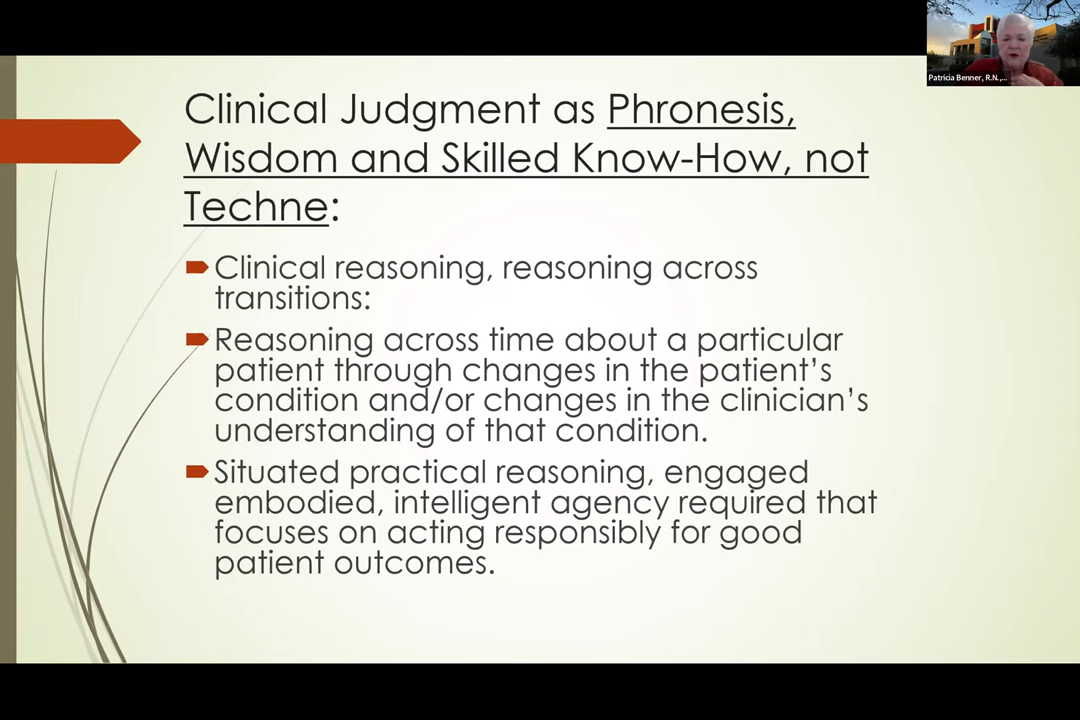 Patricia Benner, R.N.,...
Clinical Judgment as Phronesis,
Wisdom and Skilled Know-How, not
Techne:
Clinical reasoning, reasoning across
transitions:
Reasoning across time about a particular
patient through changes in the patient’s
condition and/or changes in the clinician’s
understanding of that condition.
Situated practical reasoning, engaged
embodied, intelligent agency required that
focuses on acting responsibly for good
patient outcomes.